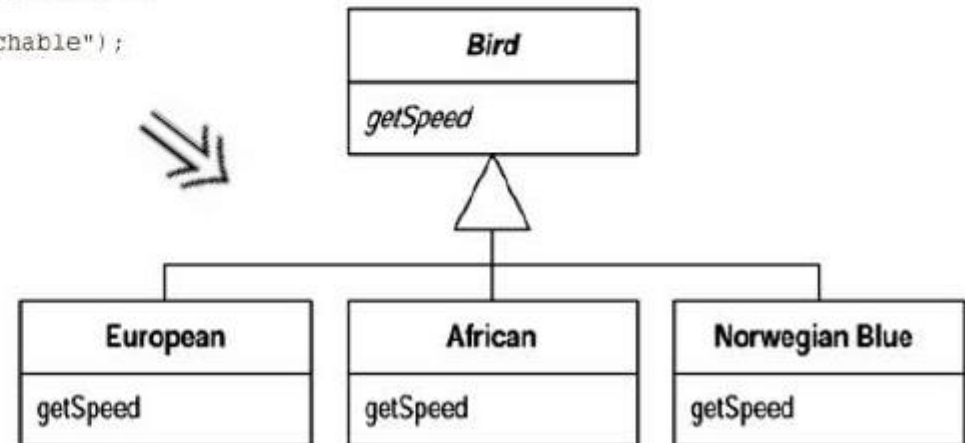 chable");
Bird
getSpeed
European
African
Norwegian Blue
getSpeed
getSpeed
getSpeed